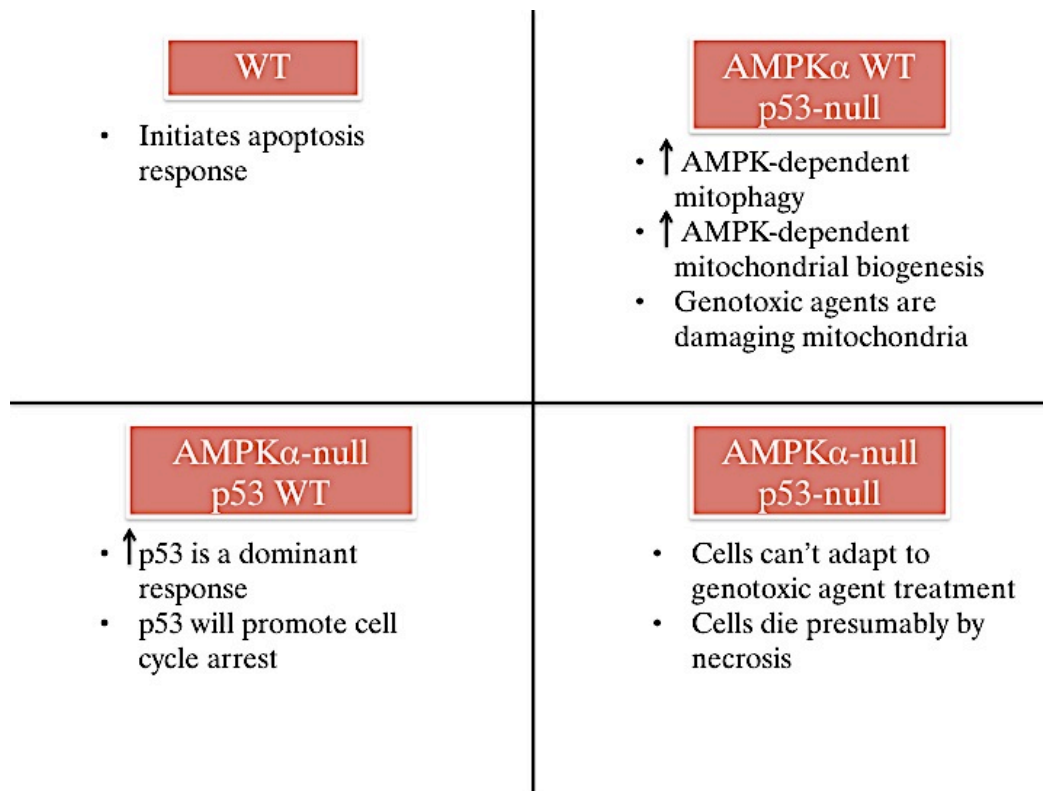 WT
• Initiates apoptosis
response
AMPKα WT
p53-null
• ↑ AMPK-dependent
mitophagy
• ↑ AMPK-dependent
mitochondrial biogenesis
• Genotoxic agents are
damaging mitochondria
AMPKα-null
p53 WT
• ↑ p53 is a dominant
response
• p53 will promote cell
cycle arrest
AMPKα-null
p53-null
• Cells can't adapt to
genotoxic agent treatment
• Cells die presumably by
necrosis